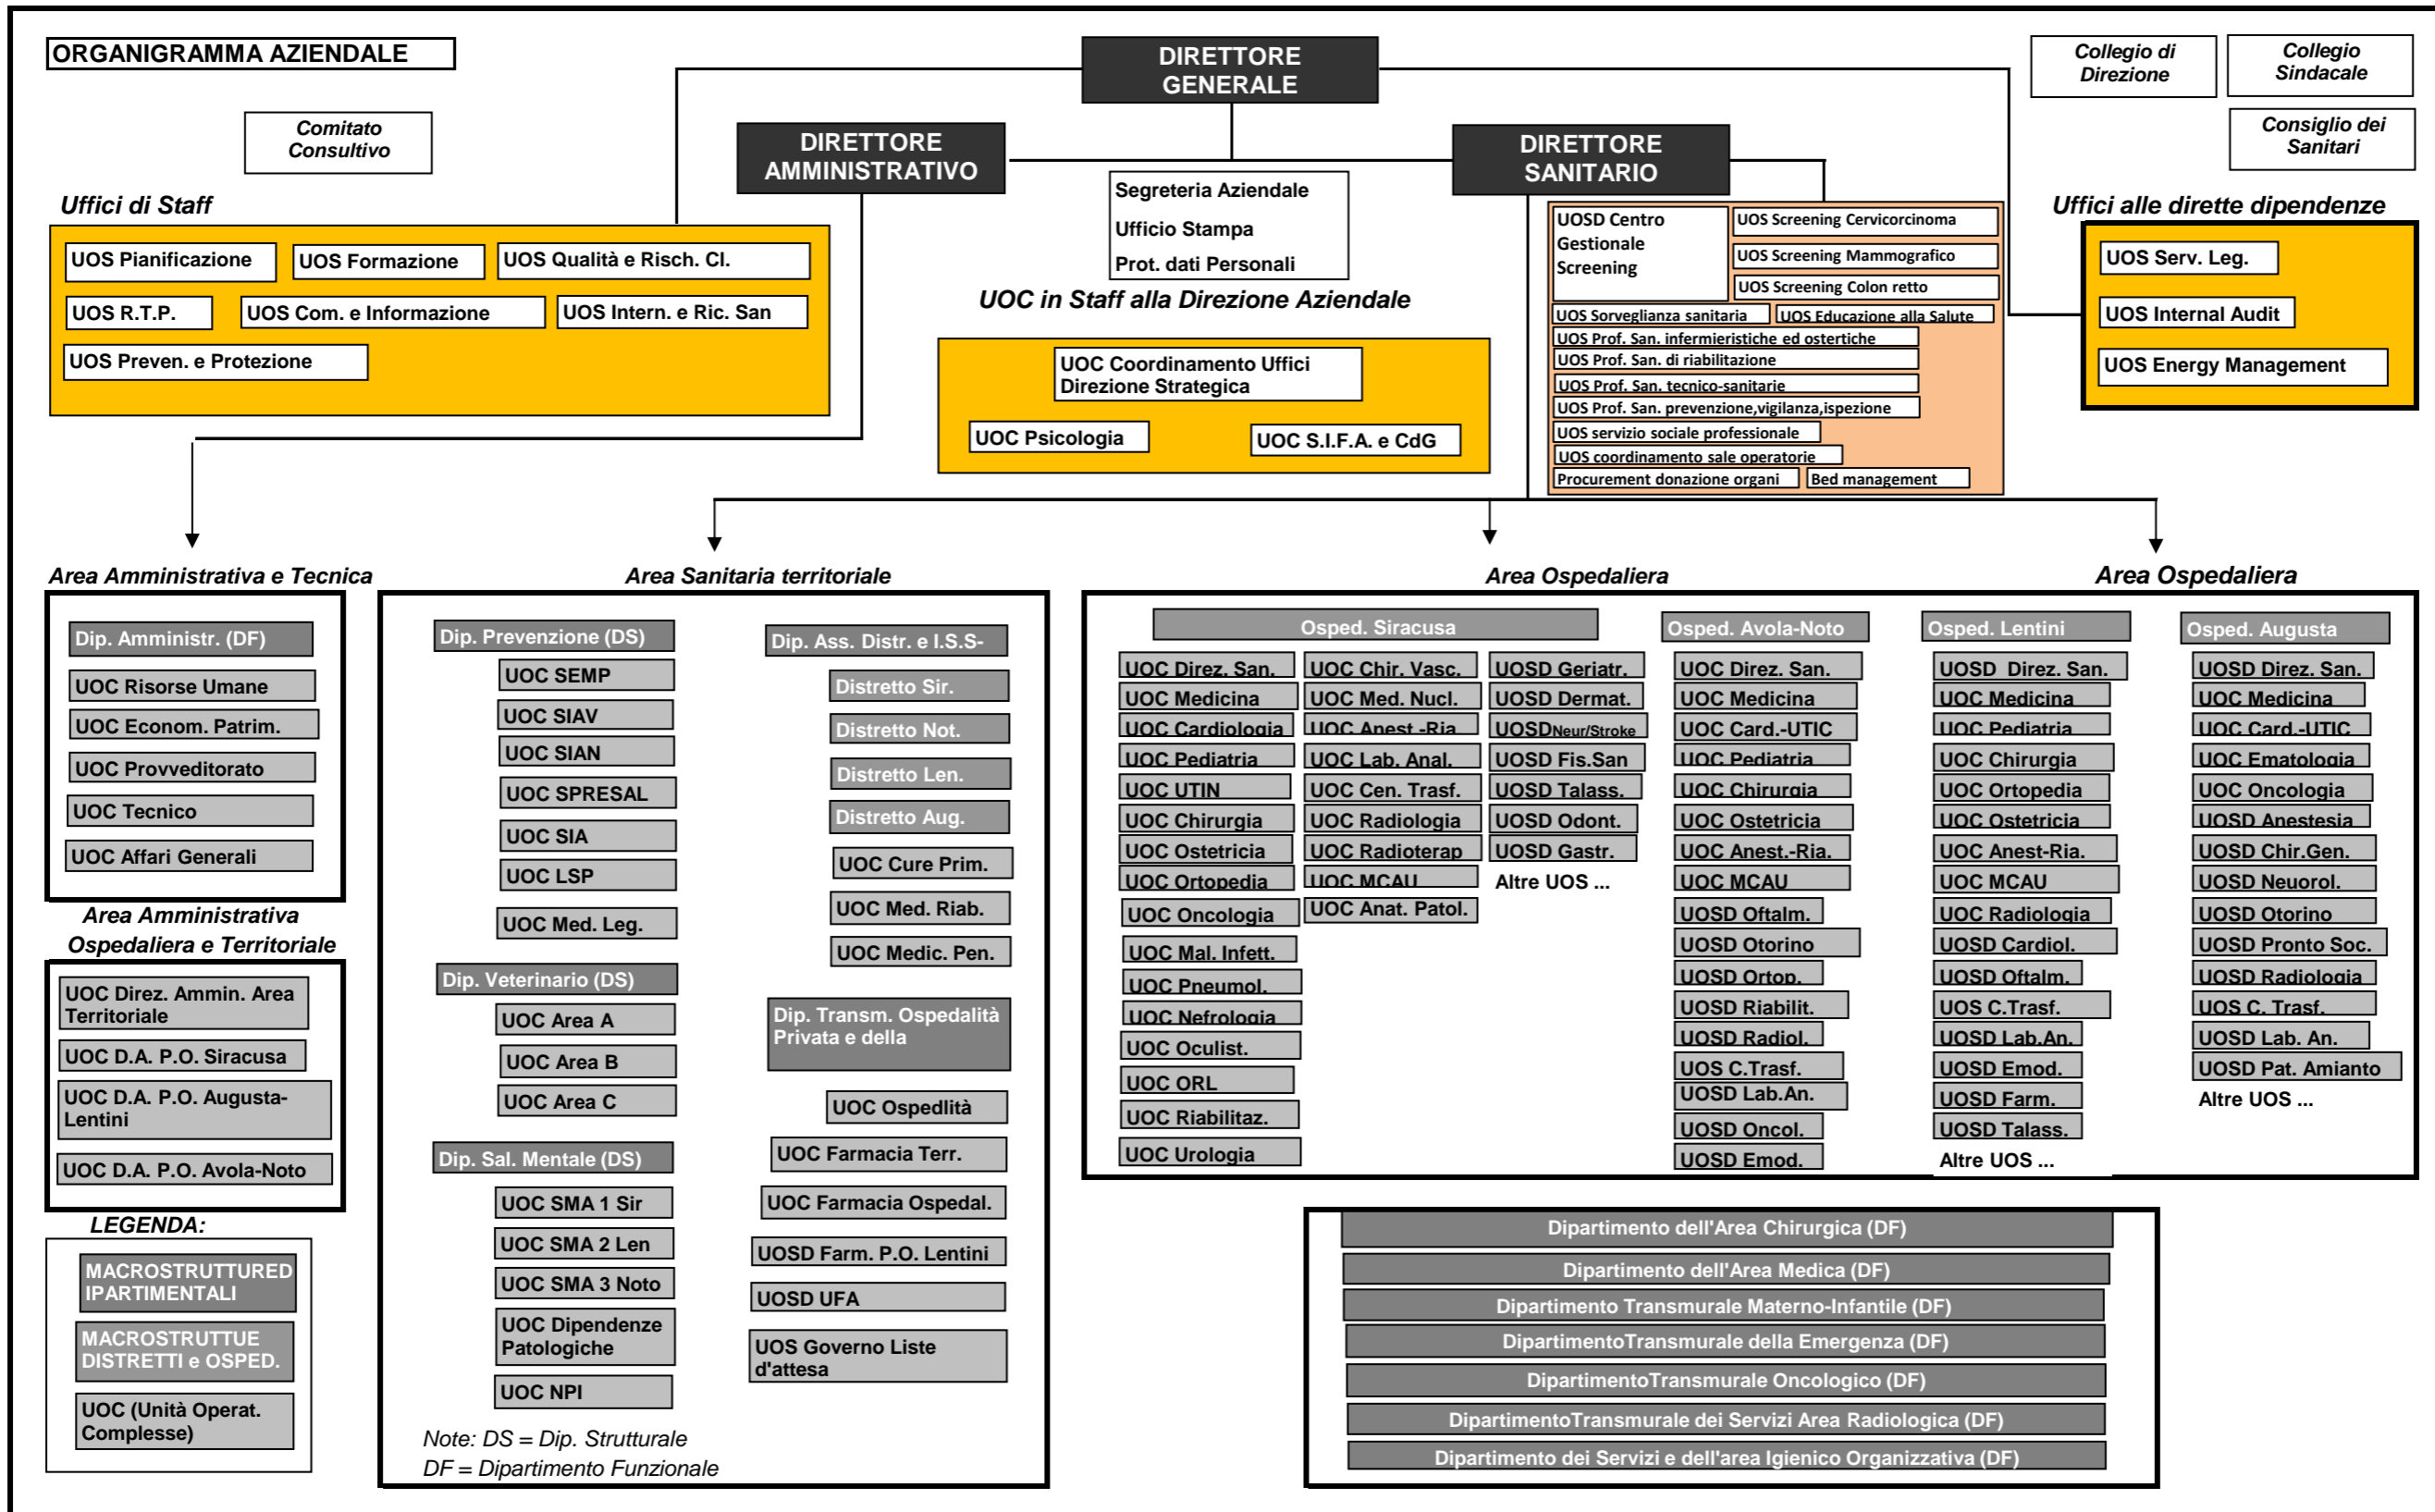 ORGANIGRAMMA AZIENDALE
DIRETTORE
GENERALE
Collegio di
Direzione
Collegio
Sindacale
Comitato
Consultivo
Consiglio dei
Sanitari
DIRETTORE
AMMINISTRATIVO
DIRETTORE
SANITARIO
Segreteria Aziendale
Ufficio Stampa
Prot. dati Personali
Uffici di Staff
UOS Pianificazione
UOS Formazione
UOS Qualità e Risch. Cl.
UOS R.T.P.
UOS Com. e Informazione
UOS Intern. e Ric. San
UOS Preven. e Protezione
UOC in Staff alla Direzione Aziendale
UOC Coordinamento Uffici
Direzione Strategica
UOC Psicologia
UOC S.I.F.A. e CdG
UOSD Centro
Gestionale
Screening
UOS Screening Cervicorcinoma
UOS Screening Mammografico
UOS Screening Colon retto
UOS Sorveglianza sanitaria
UOS Educazione alla Salute
UOS Prof. San. infermieristiche ed ostertiche
UOS Prof. San. di riabilitazione
UOS Prof. San. tecnico-sanitarie
UOS Prof. San. prevenzione,vigilanza,ispezione
UOS servizio sociale professionale
UOS coordinamento sale operatorie
Procurement donazione organi
Bed management
Uffici alle dirette dipendenze
UOS Serv. Leg.
UOS Internal Audit
UOS Energy Management
Area Amministrativa e Tecnica
Dip. Amministr. (DF)
UOC Risorse Umane
UOC Econom. Patrim.
UOC Provveditorato
UOC Tecnico
UOC Affari Generali
Area Amministrativa
Ospedaliera e Territoriale
UOC Direz. Ammin. Area
Territoriale
UOC D.A. P.O. Siracusa
UOC D.A. P.O. Augusta-
Lentini
UOC D.A. P.O. Avola-Noto
LEGENDA:
MACROSTRUTTURED
IPARTIMENTALI
MACROSTRUTTUE
DISTRETTI e OSPED.
UOC (Unità Operat.
Complesse)
Area Sanitaria territoriale
Dip. Prevenzione (DS)
UOC SEMP
UOC SIAV
UOC SIAN
UOC SPRESAL
UOC SIA
UOC LSP
UOC Med. Leg.
Dip. Veterinario (DS)
UOC Area A
UOC Area B
UOC Area C
Dip. Sal. Mentale (DS)
UOC SMA 1 Sir
UOC SMA 2 Len
UOC SMA 3 Noto
UOC Dipendenze
Patologiche
UOC NPI
Dip. Ass. Distr. e I.S.S-
Distretto Sir.
Distretto Not.
Distretto Len.
Distretto Aug.
UOC Cure Prim.
UOC Med. Riab.
UOC Medic. Pen.
Dip. Transm. Ospedalità
Privata e della
UOC Ospedlità
UOC Farmacia Terr.
UOC Farmacia Ospedal.
UOSD Farm. P.O. Lentini
UOSD UFA
UOS Governo Liste
d'attesa
Note: DS = Dip. Strutturale
DF = Dipartimento Funzionale
Area Ospedaliera
Area Ospedaliera
Osped. Siracusa
UOC Direz. San.
UOC Medicina
UOC Cardiologia
UOC Pediatria
UOC UTIN
UOC Chirurgia
UOC Ostetricia
UOC Ortopedia
UOC Oncologia
UOC Mal. Infett.
UOC Pneumol.
UOC Nefrologia
UOC Oculist.
UOC ORL
UOC Riabilitaz.
UOC Urologia
UOC Chir. Vasc.
UOC Med. Nucl.
UOC Anest.-Ria.
UOC Lab. Anal.
UOC Cen. Trasf.
UOC Radiologia
UOC Radioterap
UOC MCAU
UOC Anat. Patol.
UOSD Geriatr.
UOSD Dermat.
UOSDNeur/Stroke
UOSD Fis.San
UOSD Talass.
UOSD Odont.
UOSD Gastr.
Altre UOS ...
Osped. Avola-Noto
UOC Direz. San.
UOC Medicina
UOC Card.-UTIC
UOC Pediatria
UOC Chirurgia
UOC Ostetricia
UOC Anest.-Ria.
UOC MCAU
UOSD Oftalm.
UOSD Otorino
UOSD Ortop.
UOSD Riabilit.
UOSD Radiol.
UOS C.Trasf.
UOSD Lab.An.
UOSD Oncol.
UOSD Emod.
Osped. Lentini
UOSD Direz. San.
UOC Medicina
UOC Pediatria
UOC Chirurgia
UOC Ortopedia
UOC Ostetricia
UOC Anest-Ria.
UOC MCAU
UOC Radiologia
UOSD Cardiol.
UOSD Oftalm.
UOS C.Trasf.
UOSD Lab.An.
UOSD Emod.
UOSD Farm.
UOSD Talass.
Altre UOS ...
Osped. Augusta
UOSD Direz. San.
UOC Medicina
UOC Card.-UTIC
UOC Ematologia
UOC Oncologia
UOSD Anestesia
UOSD Chir.Gen.
UOSD Neuorol.
UOSD Otorino
UOSD Pronto Soc.
UOSD Radiologia
UOS C. Trasf.
UOSD Lab. An.
UOSD Pat. Amianto
Altre UOS ...
Dipartimento dell'Area Chirurgica (DF)
Dipartimento dell'Area Medica (DF)
Dipartimento Transmurale Materno-Infantile (DF)
DipartimentoTransmurale della Emergenza (DF)
DipartimentoTransmurale Oncologico (DF)
DipartimentoTransmurale dei Servizi Area Radiologica (DF)
Dipartimento dei Servizi e dell'area Igienico Organizzativa (DF)